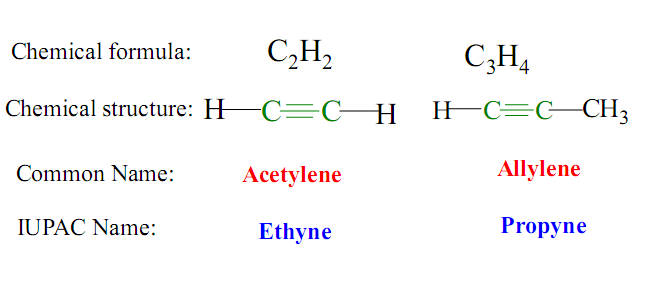 Chemical formula: C₂H₂ C₃H₄
Chemical structure: H—C≡C—H H—C≡C—CH₃
Common Name: Acetylene Allylene
IUPAC Name: Ethyne Propyne